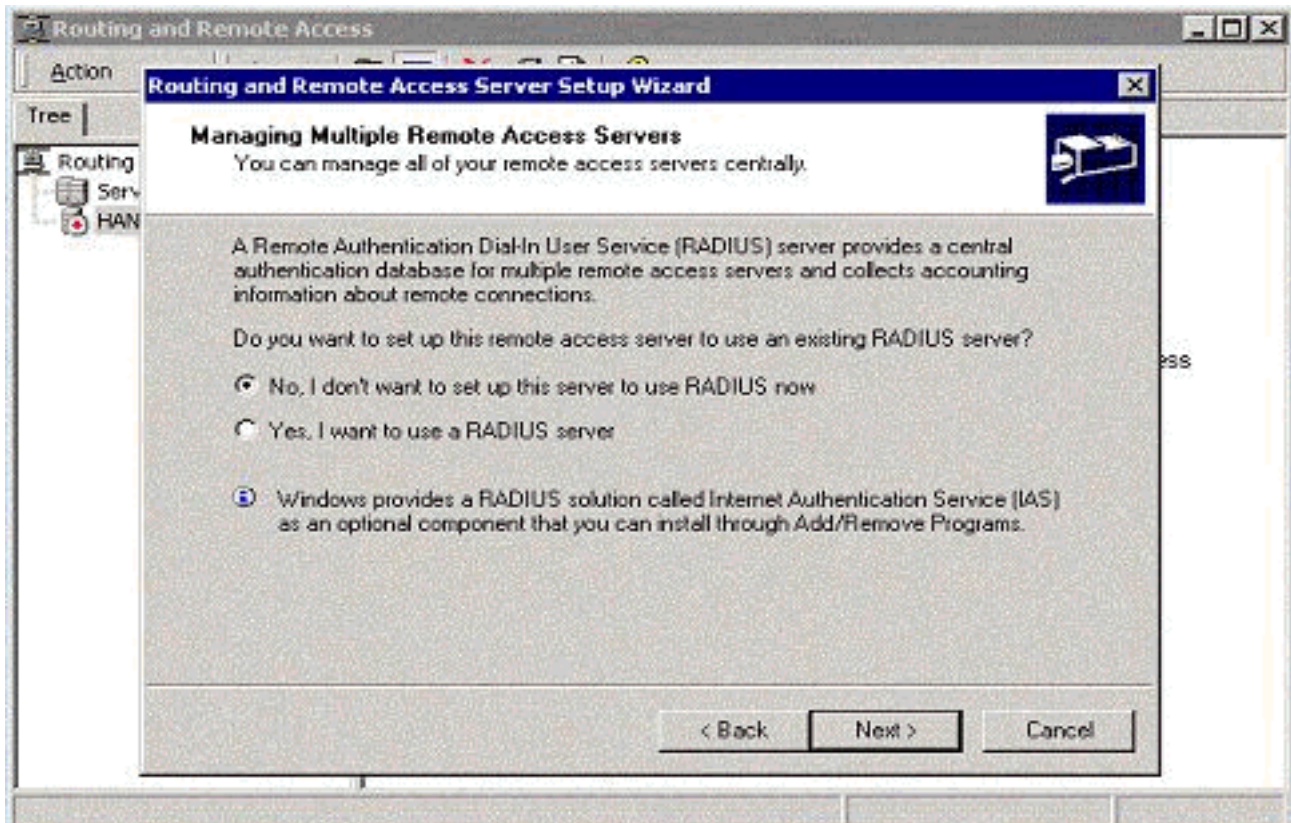 Routing and Remote Access
Action
Routing and Remote Access Server Setup Wizard
Tree
Managing Multiple Remote Access Servers
You can manage all of your remote access servers centrally.
Routing
Serv
HAN
A Remote Authentication Dial-In User Service (RADIUS) server provides a central
authentication database for multiple remote access servers and collects accounting
information about remote connections.
Do you want to set up this remote access server to use an existing RADIUS server?
ess
No, I don't want to set up this server to use RADIUS now
Yes, I want to use a RADIUS server
Windows provides a RADIUS solution called Internet Authentication Service (IAS)
as an optional component that you can install through Add/Remove Programs.
< Back
Next >
Cancel